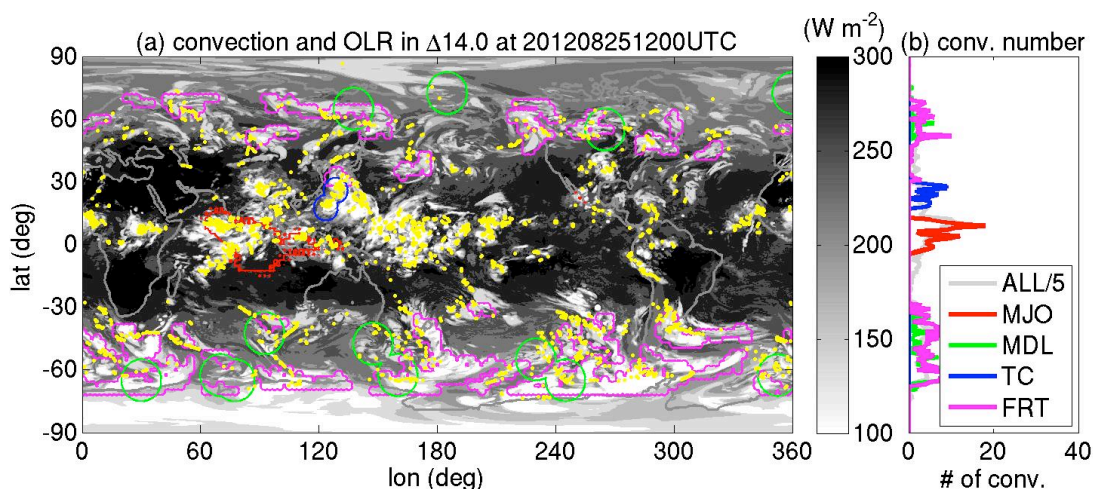 (W m-2)
(a) convection and OLR in Δ14.0 at 201208251200UTC
(b) conv. number
90
60
30
0
-30
-60
-90
lat (deg)
0
60
120
180
240
300
360
lon (deg)
300
250
200
150
100
ALL/5
MJO
MDL
TC
FRT
0
20
40
# of conv.